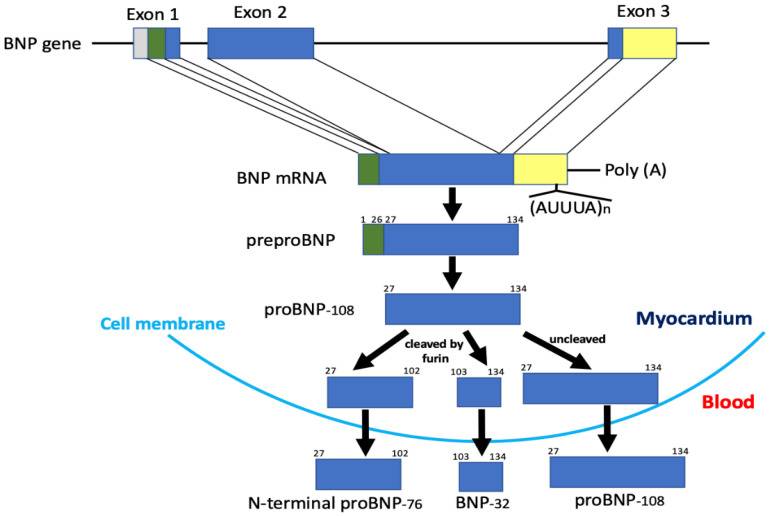 Exon 1
Exon 2
Exon 3
BNP gene
BNP mRNA
Poly (A)
(AUUUA)n
1 26 27 134
preproBNP
27 134
proBNP-108
Cell membrane
Myocardium
cleaved by
furin
uncleaved
27 102
103 134
27 134
Blood
27 102
103 134
27 134
N-terminal proBNP-76
BNP-32
proBNP-108